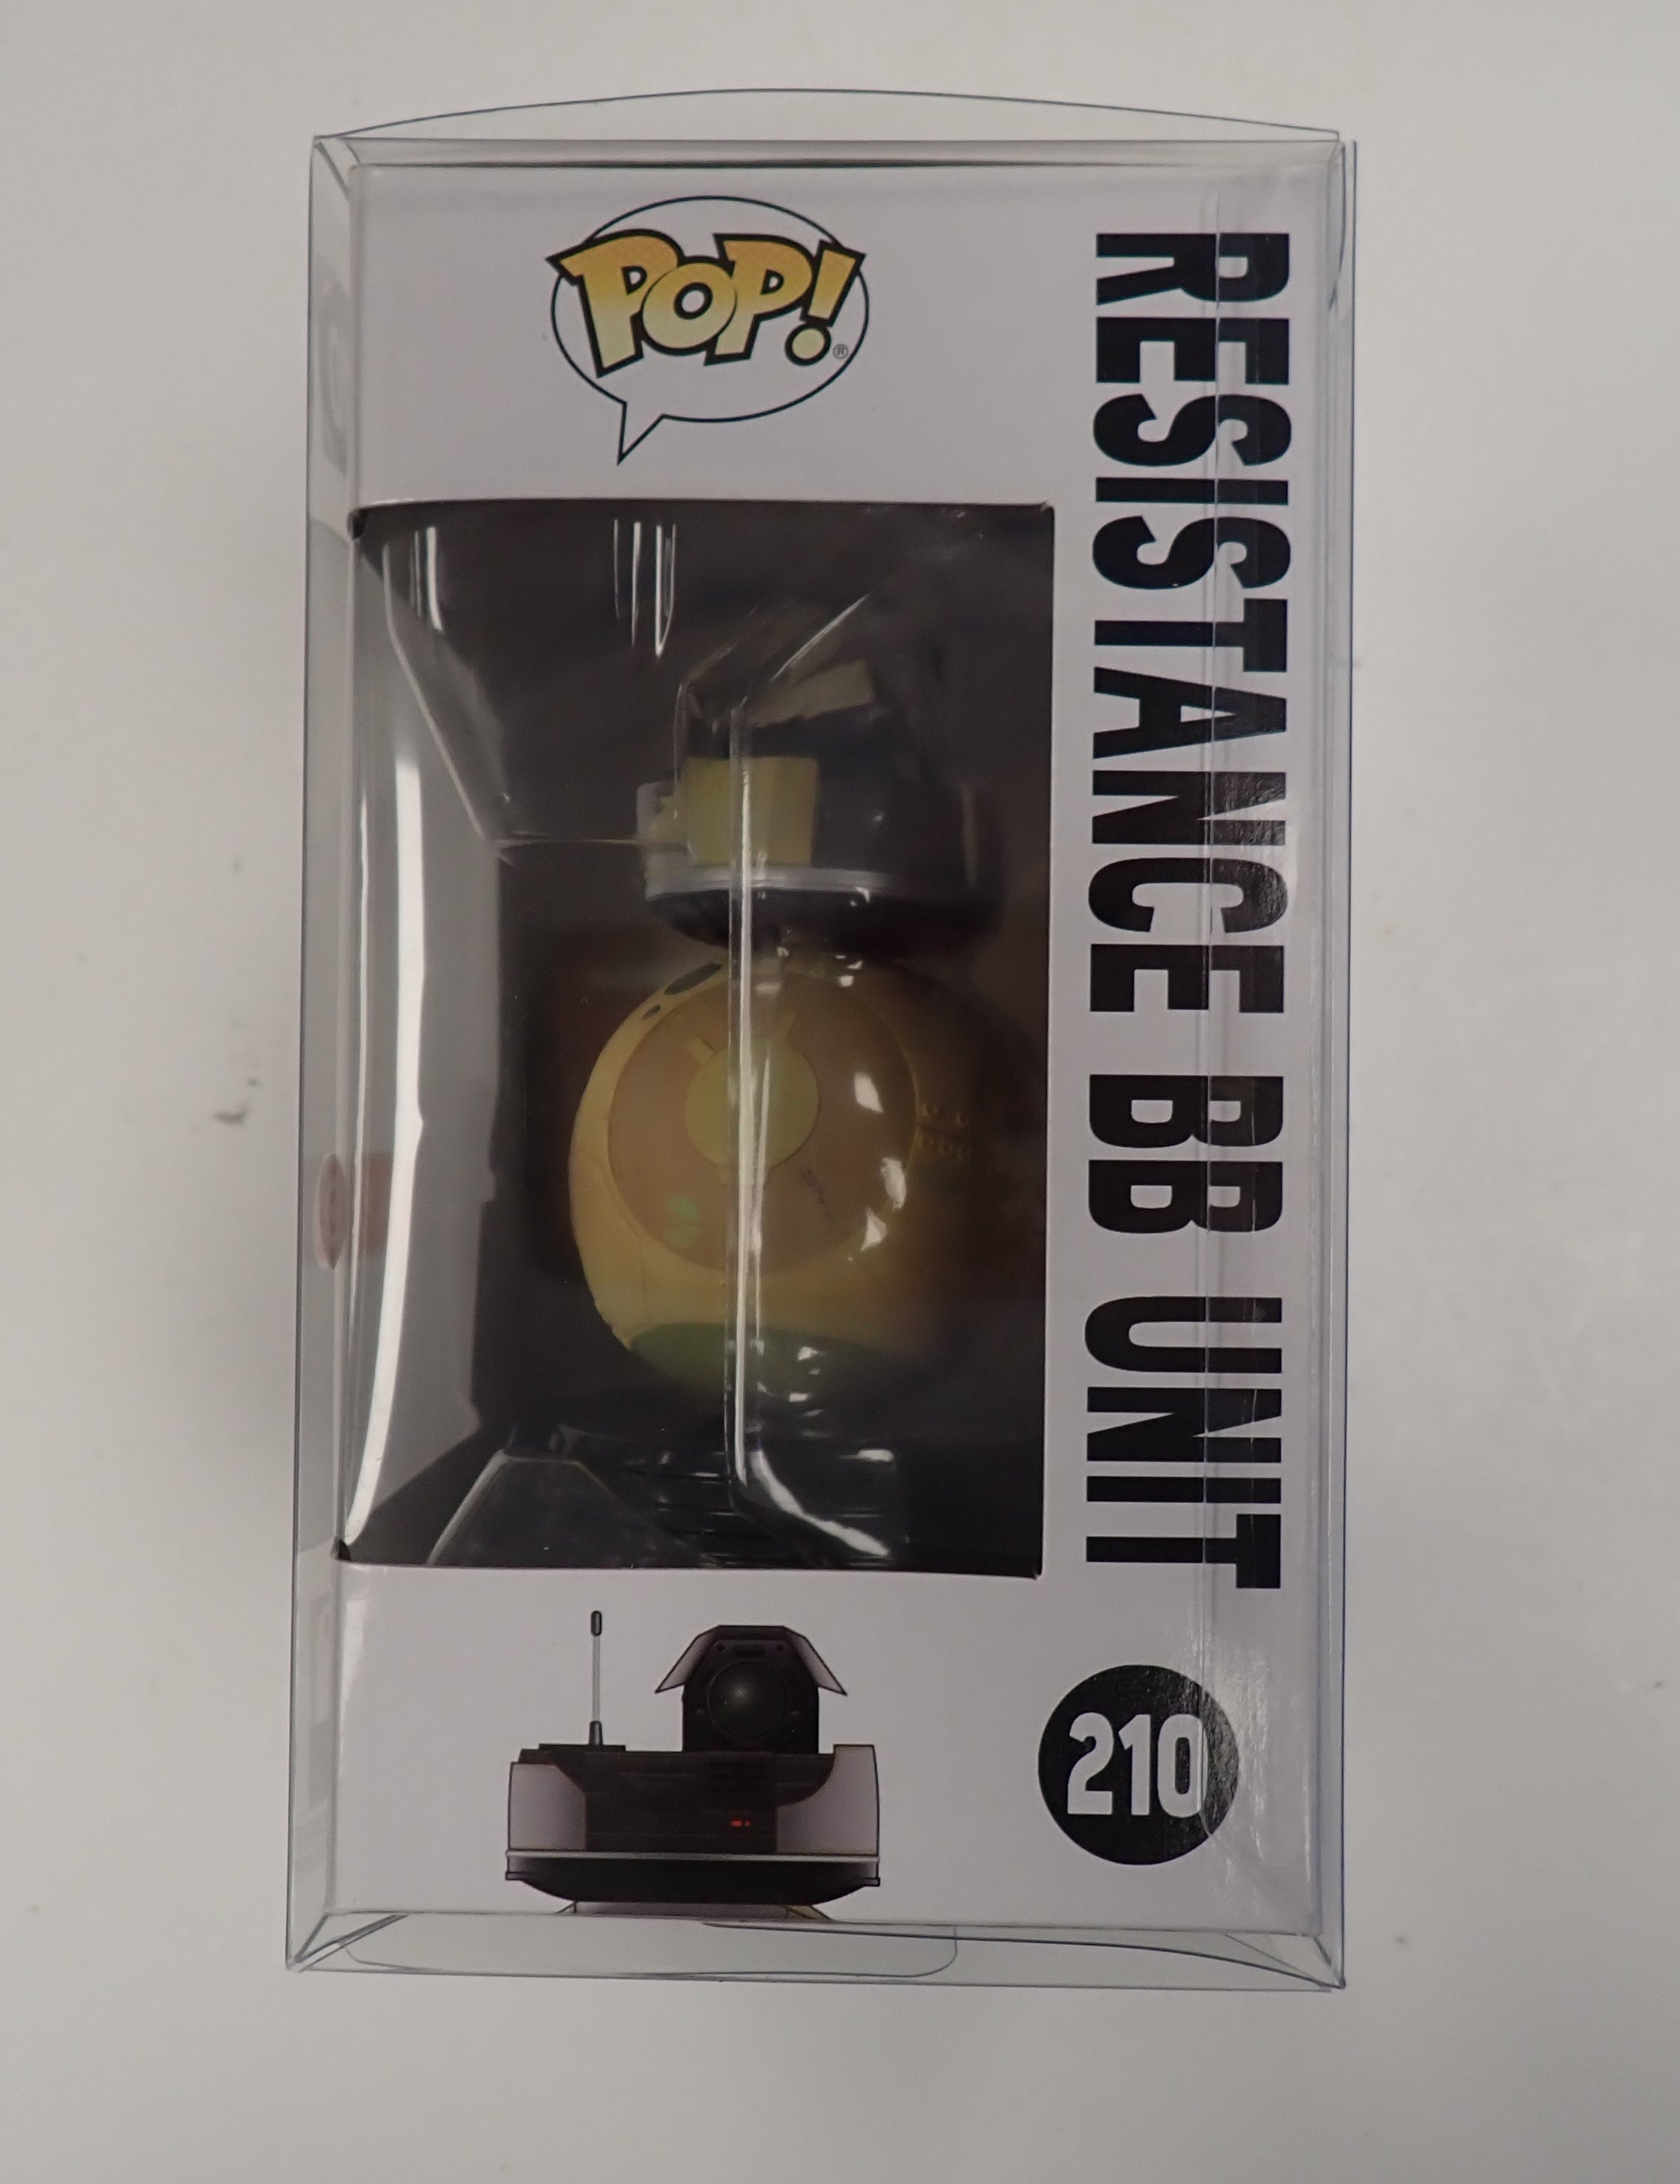 POP!
®
RESISTANCE BB UNIT
210